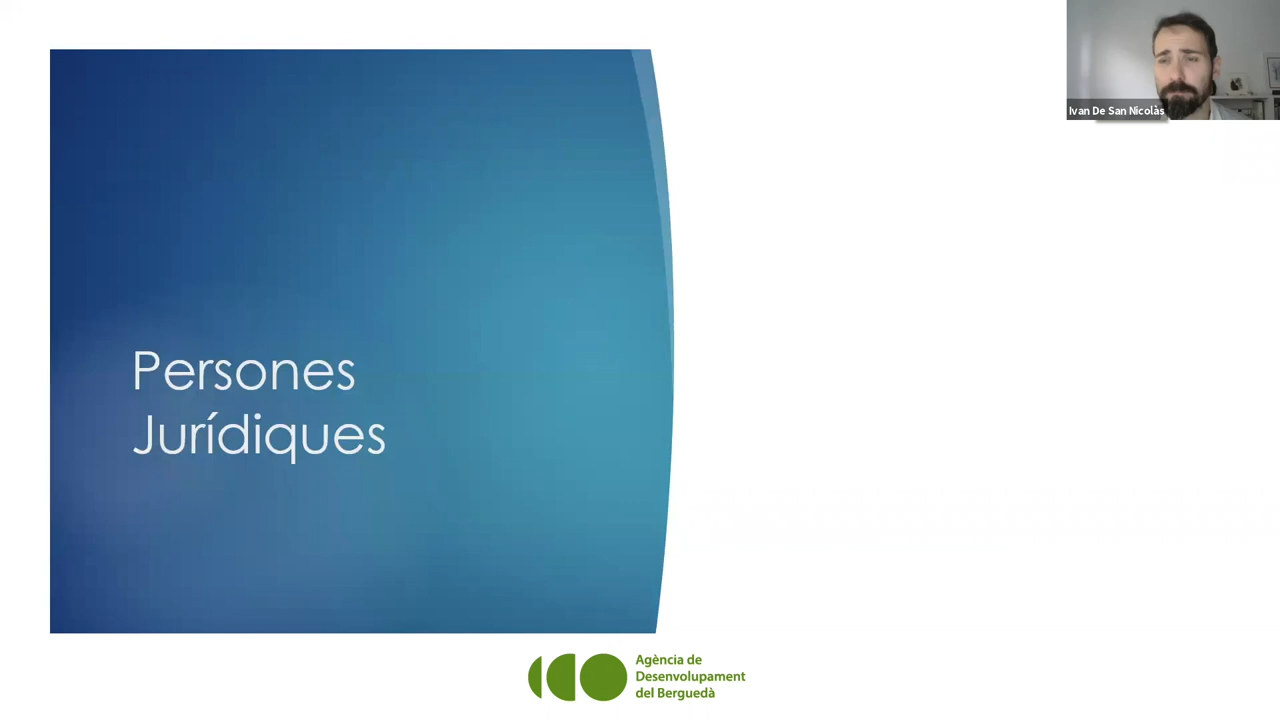 Ivan De San Nicolàs
Persones
Jurídiques
Agència de
Desenvolupament
del Berguedà